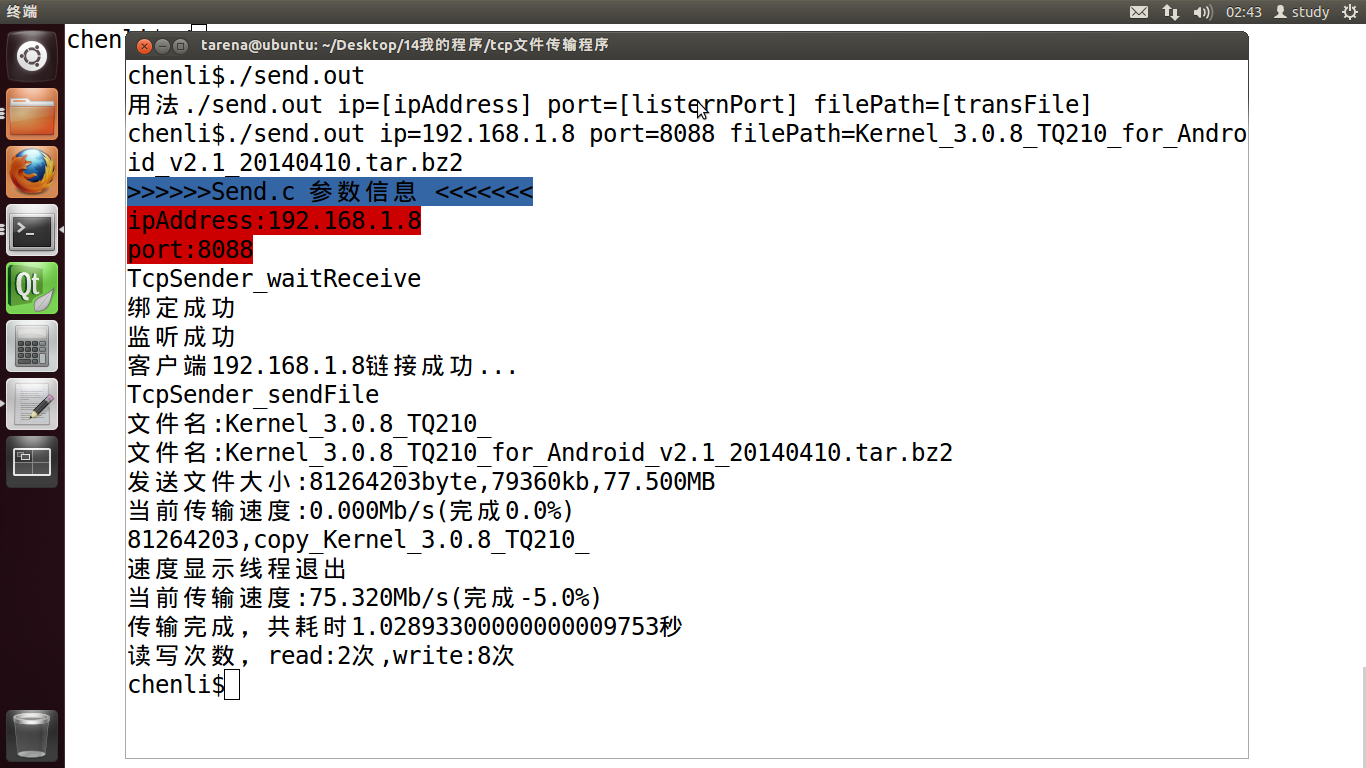 终端
02:43
study
chenl
tarena@ubuntu: ~/Desktop/14我的程序/tcp文件传输程序
chenli$./send.out
用法./send.out ip=[ipAddress] port=[listernPort] filePath=[transFile]
chenli$./send.out ip=192.168.1.8 port=8088 filePath=Kernel_3.0.8_TQ210_for_Andro
id_v2.1_20140410.tar.bz2
>>>>>>Send.c 参数信息 <<<<<<<
ipAddress:192.168.1.8
port:8088
TcpSender_waitReceive
绑定成功
监听成功
客户端192.168.1.8链接成功...
TcpSender_sendFile
文件名:Kernel_3.0.8_TQ210_
文件名:Kernel_3.0.8_TQ210_for_Android_v2.1_20140410.tar.bz2
发送文件大小:81264203byte,79360kb,77.500MB
当前传输速度:0.000Mb/s(完成0.0%)
81264203,copy_Kernel_3.0.8_TQ210_
速度显示线程退出
当前传输速度:75.320Mb/s(完成-5.0%)
传输完成，共耗时1.02893300000000009753秒
读写次数，read:2次,write:8次
chenli$
Qt